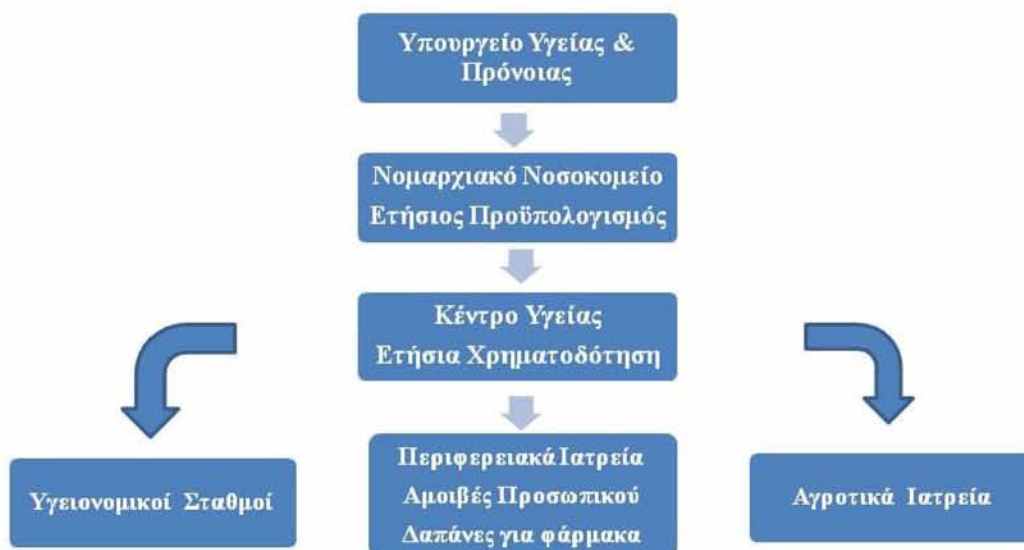 Υπουργείο Υγείας &
Πρόνοιας
Νομαρχιακό Νοσοκομείο
Ετήσιος Προϋπολογισμός
Κέντρο Υγείας
Ετήσια Χρηματοδότηση
Υγειονομικοί Σταθμοί
Περιφερειακά Ιατρεία
Αμοιβές Προσωπικού
Δαπάνες για φάρμακα
Αγροτικά Ιατρεία